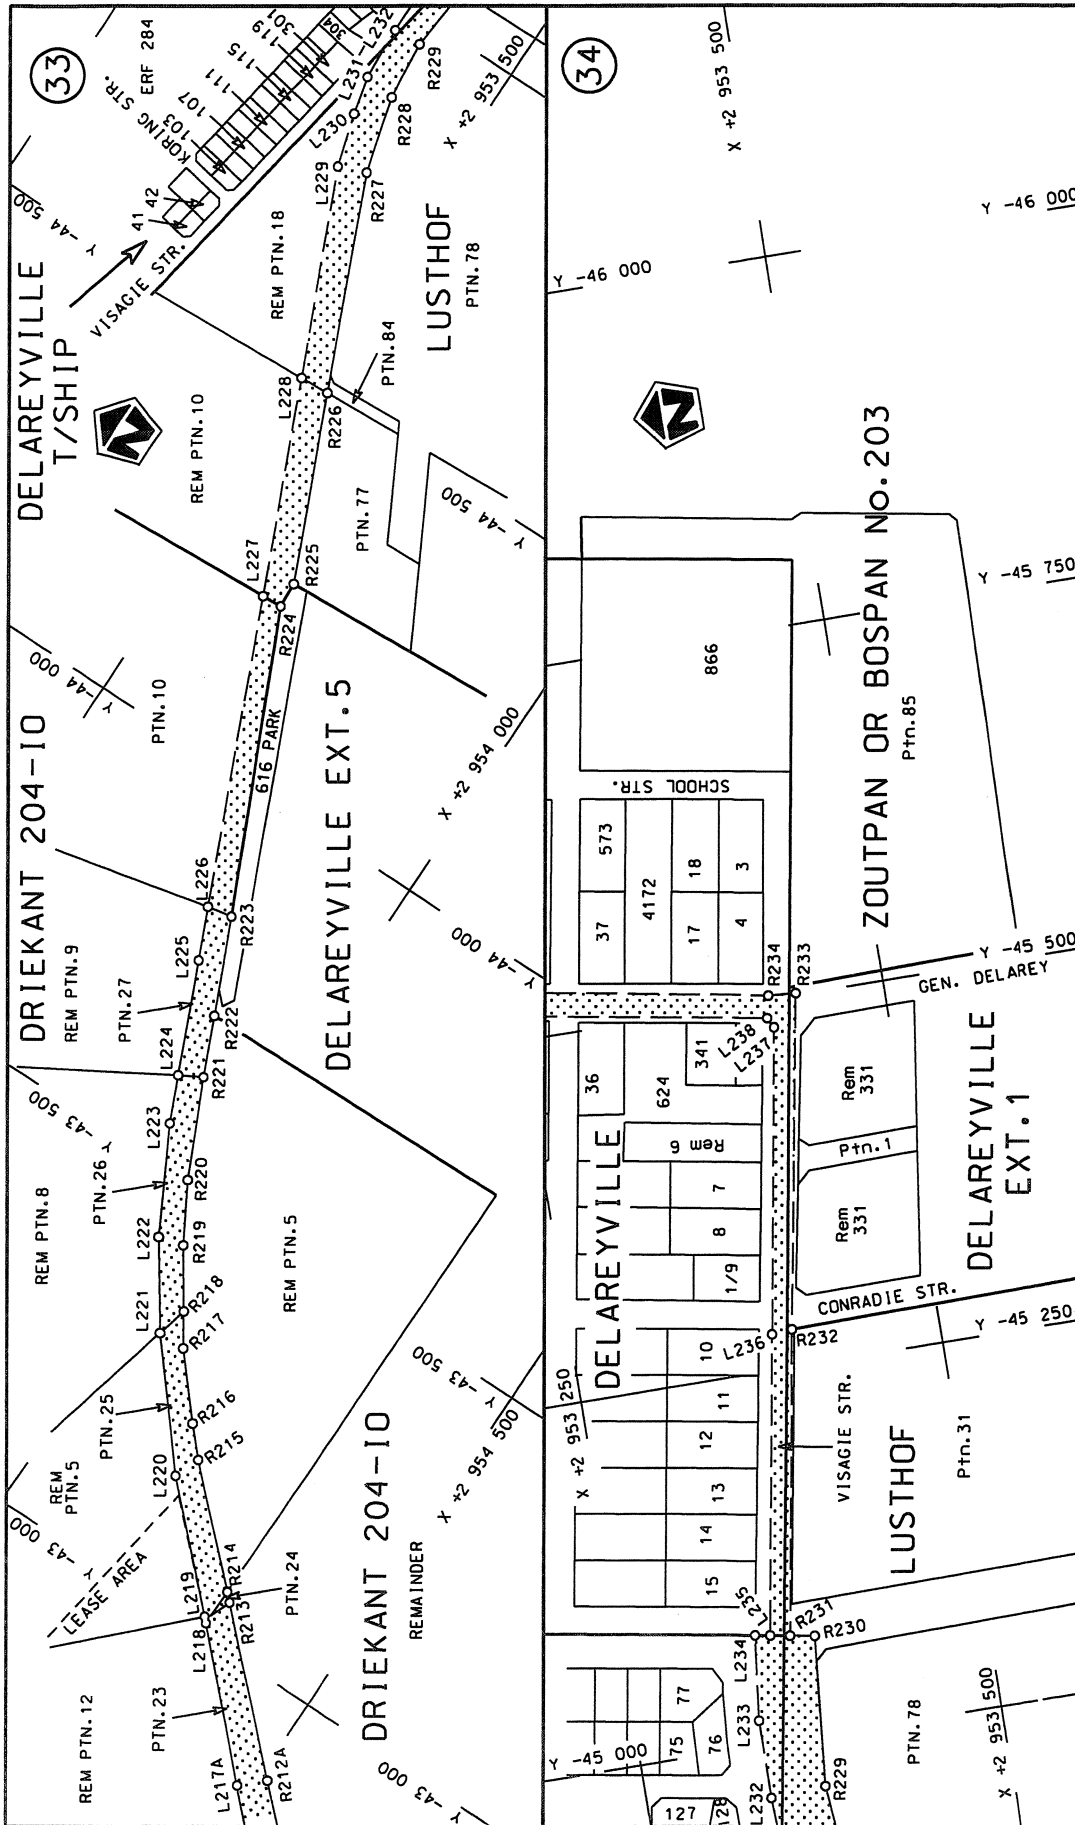 33
ERF 284
KORING STR.
103
107
111
115
119
301
304
41
42
Y -44 500
VISAGIE STR.
DELAREYVILLE
T/SHIP
L232
L231
L230
L229
R229
R228
R227
X +2 953 500
REM PTN.18
LUSTHOF
PTN.78
PTN.84
L228
R226
REM PTN.10
N
PTN.77
Y -44 500
L227
R225
R224
Y -44 000
PTN.10
616 PARK
DRIEKANT 204-IO
DELAREYVILLE EXT.5
X +2 954 000
L226
R223
REM PTN.9
L225
PTN.27
Y -44 000
R222
L224
R221
Y -43 500
L223
PTN.26
R220
REM PTN.8
L222
R219
REM PTN.5
L221
R218
R217
PTN.25
R216
R215
REM
PTN.5
L220
Y -43 500
X +2 954 500
Y -43 000
LEASE AREA
DRIEKANT 204-IO
REMAINDER
L219
L218
R214
R213
PTN.24
REM PTN.12
PTN.23
L217A
R212A
Y -43 000
34
X +2 953 500
Y -46 000
Y -46 000
N
ZOUTPAN OR BOSPAN No.203
Ptn.85
Y -45 750
866
SCHOOL STR.
573
37
4172
18
17
3
4
R234
R233
Y -45 500
GEN. DELAREY
L238
L237
36
624
341
Rem 6
7
8
1/9
Rem
331
Ptn.1
Rem
331
DELAREYVILLE
EXT.1
DELAREYVILLE
CONRADIE STR.
Y -45 250
L236
R232
10
11
12
13
14
15
X +2 953 250
VISAGIE STR.
LUSTHOF
Ptn.31
L235
R231
R230
L234
L233
77
76
75
Y -45 000
127
128
L232
R229
PTN.78
X +2 953 500